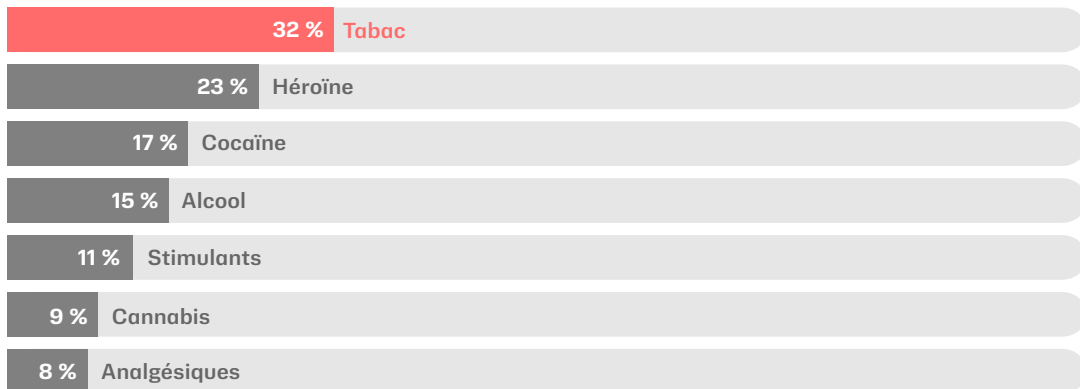 32 % Tabac
23 % Héroïne
17 % Cocaïne
15 % Alcool
11 % Stimulants
9 % Cannabis
8 % Analgésiques